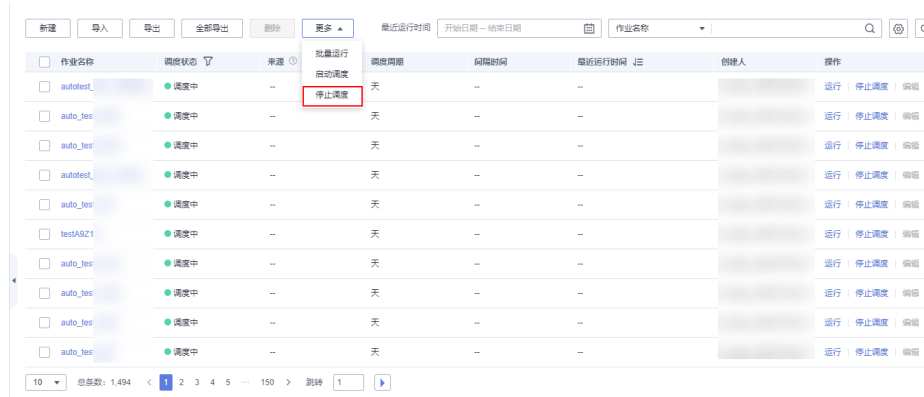 新建 导入 导出 全部导出 删除 更多 最近运行时间 开始日期 – 结束日期 作业名称
批量运行
启动调度
停止调度
作业名称 调度状态 来源 调度周期 间隔时间 最近运行时间 创建人 操作
autotest_ 调度中 -- 天 -- -- 运行 停止调度 编辑
auto_tes 调度中 -- 天 -- -- 运行 停止调度 编辑
auto_tes 调度中 -- 天 -- -- 运行 停止调度 编辑
autotest_ 调度中 -- 天 -- -- 运行 停止调度 编辑
auto_tes 调度中 -- 天 -- -- 运行 停止调度 编辑
testA9Z1 调度中 -- 天 -- -- 运行 停止调度 编辑
auto_tes 调度中 -- 天 -- -- 运行 停止调度 编辑
auto_tes 调度中 -- 天 -- -- 运行 停止调度 编辑
auto_tes 调度中 -- 天 -- -- 运行 停止调度 编辑
auto_tes 调度中 -- 天 -- -- 运行 停止调度 编辑
10 总条数: 1,494 < 1 2 3 4 5 ··· 150 > 跳转 1